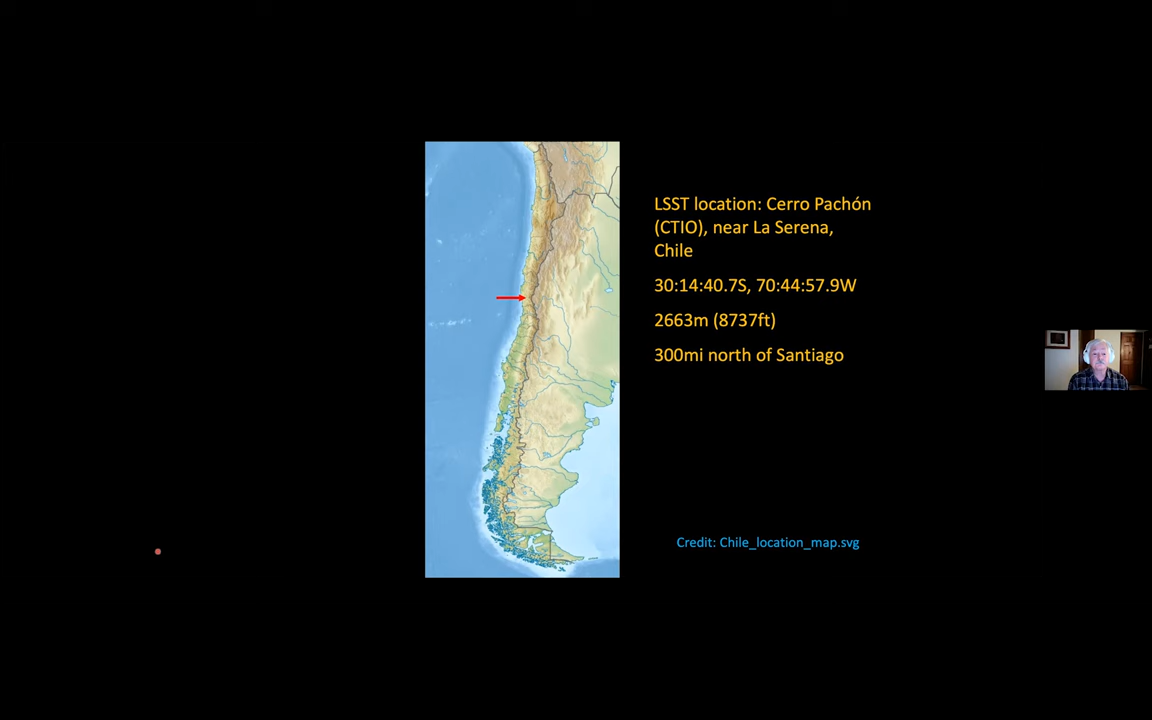 LSST location: Cerro Pachón
(CTIO), near La Serena,
Chile
30:14:40.7S, 70:44:57.9W
2663m (8737ft)
300mi north of Santiago
Credit: Chile_location_map.svg